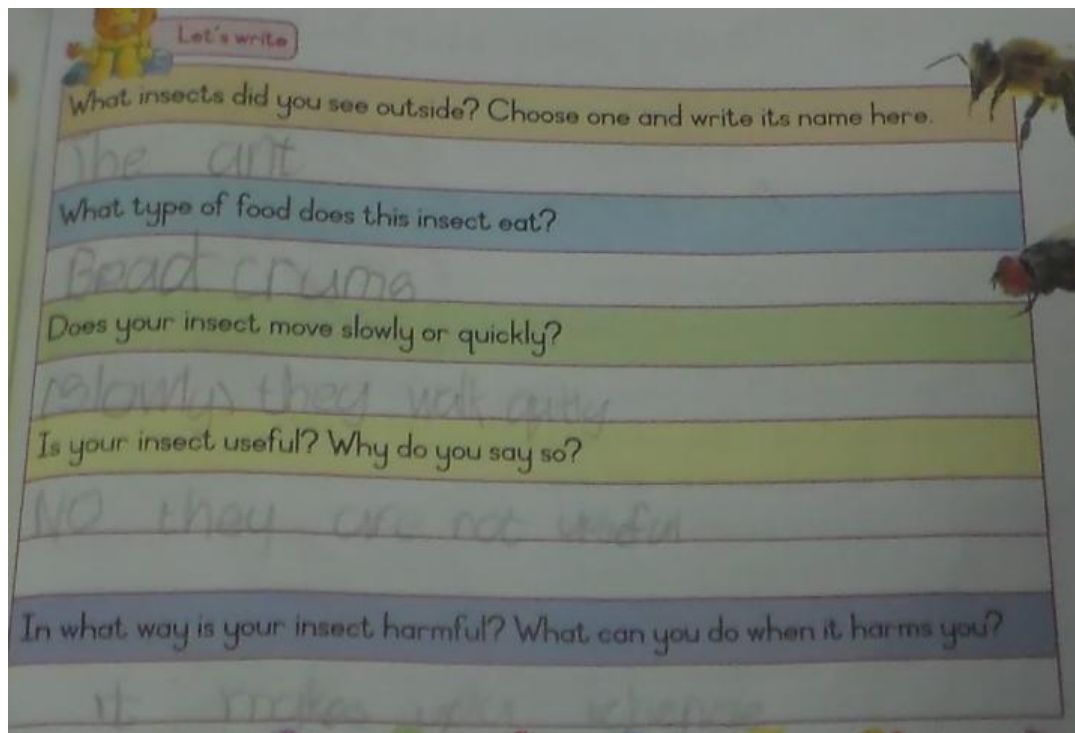 Let's write
What insects did you see outside? Choose one and write its name here.
The ant
What type of food does this insect eat?
Bead crums
Does your insect move slowly or quickly?
slowly they walk
Is your insect useful? Why do you say so?
NO they are not useful
In what way is your insect harmful? What can you do when it harms you?
it makes you